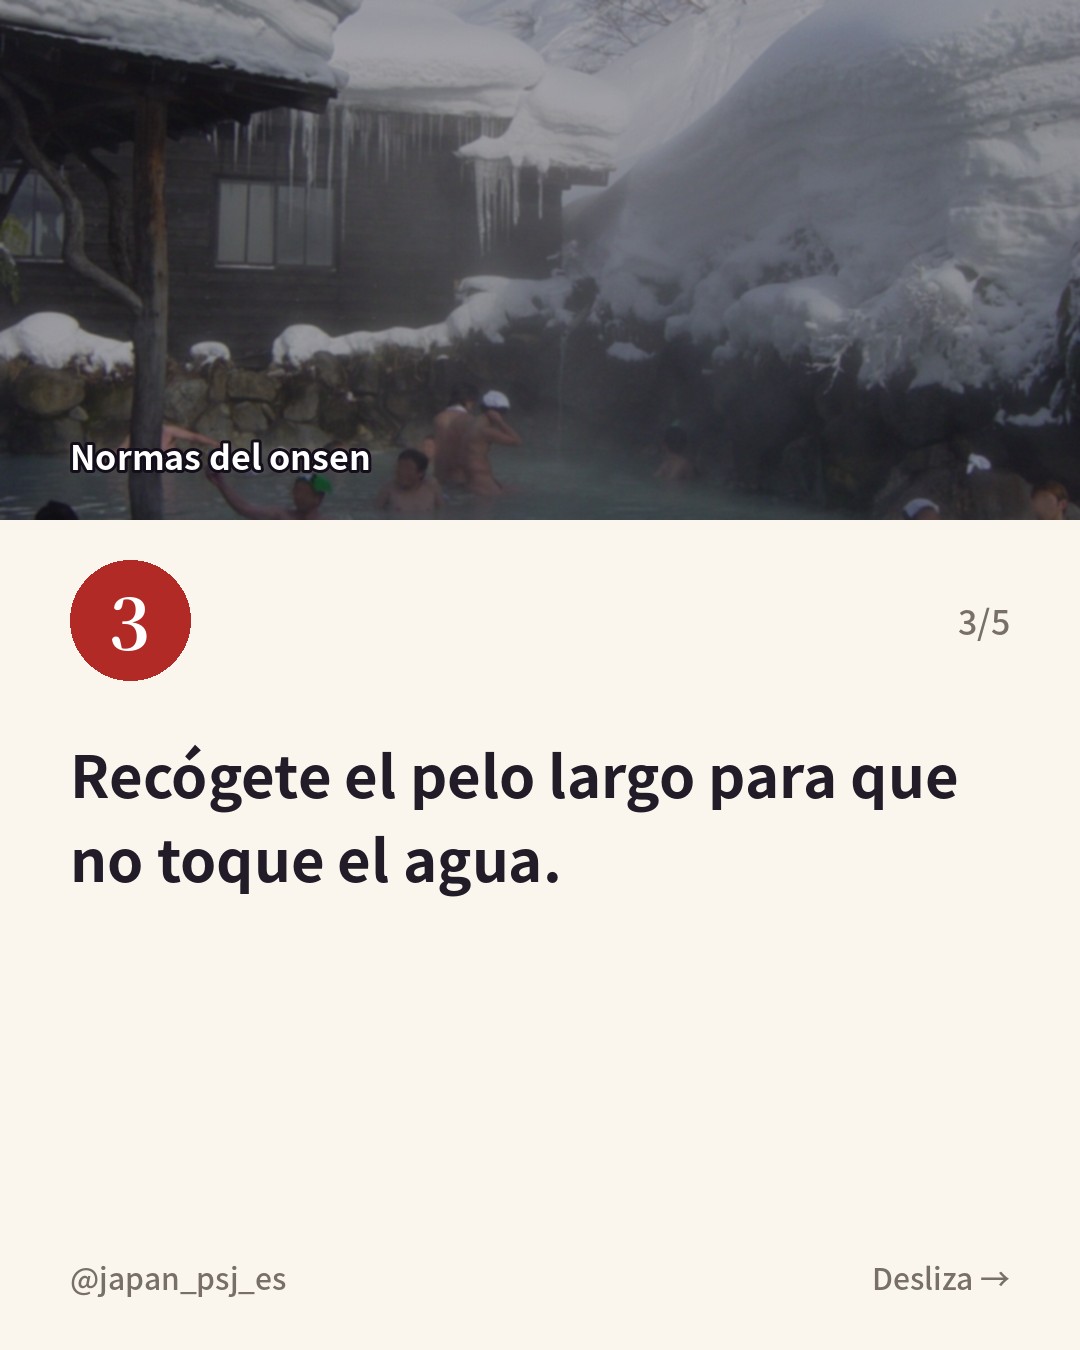 Normas del onsen
3
3/5
Recógete el pelo largo para que
no toque el agua.
@japan_psj_es
Desliza →